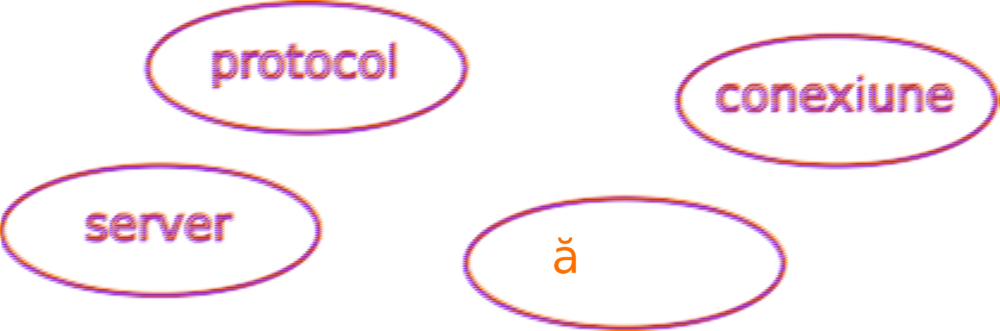 protocol
conexiune
server
ă